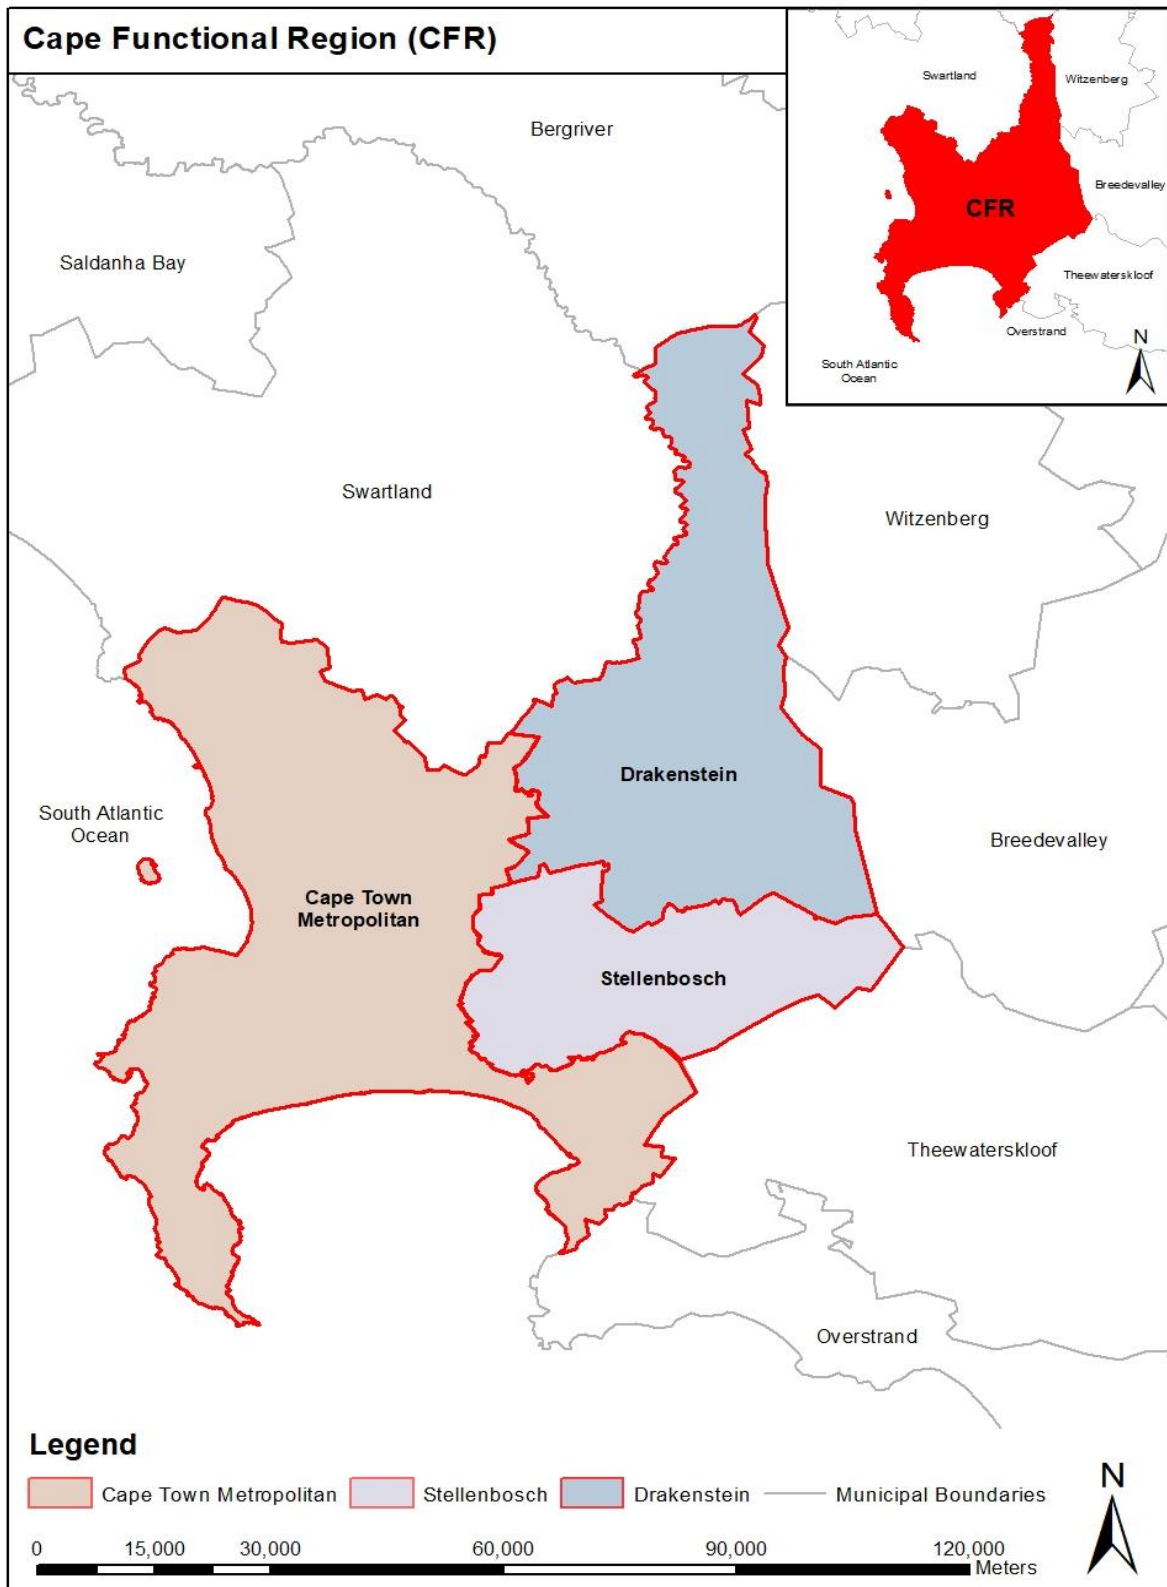 Cape Functional Region (CFR)
Swartland
Witzenberg
Breedevalley
CFR
Theewaterskloof
Overstrand
South Atlantic
Ocean
N
Bergriver
Saldanha Bay
Swartland
Witzenberg
Drakenstein
South Atlantic
Ocean
Breedevalley
Cape Town
Metropolitan
Stellenbosch
Theewaterskloof
Overstrand
Legend
Cape Town Metropolitan
Stellenbosch
Drakenstein
Municipal Boundaries
N
0 15,000 30,000 60,000 90,000 120,000
Meters